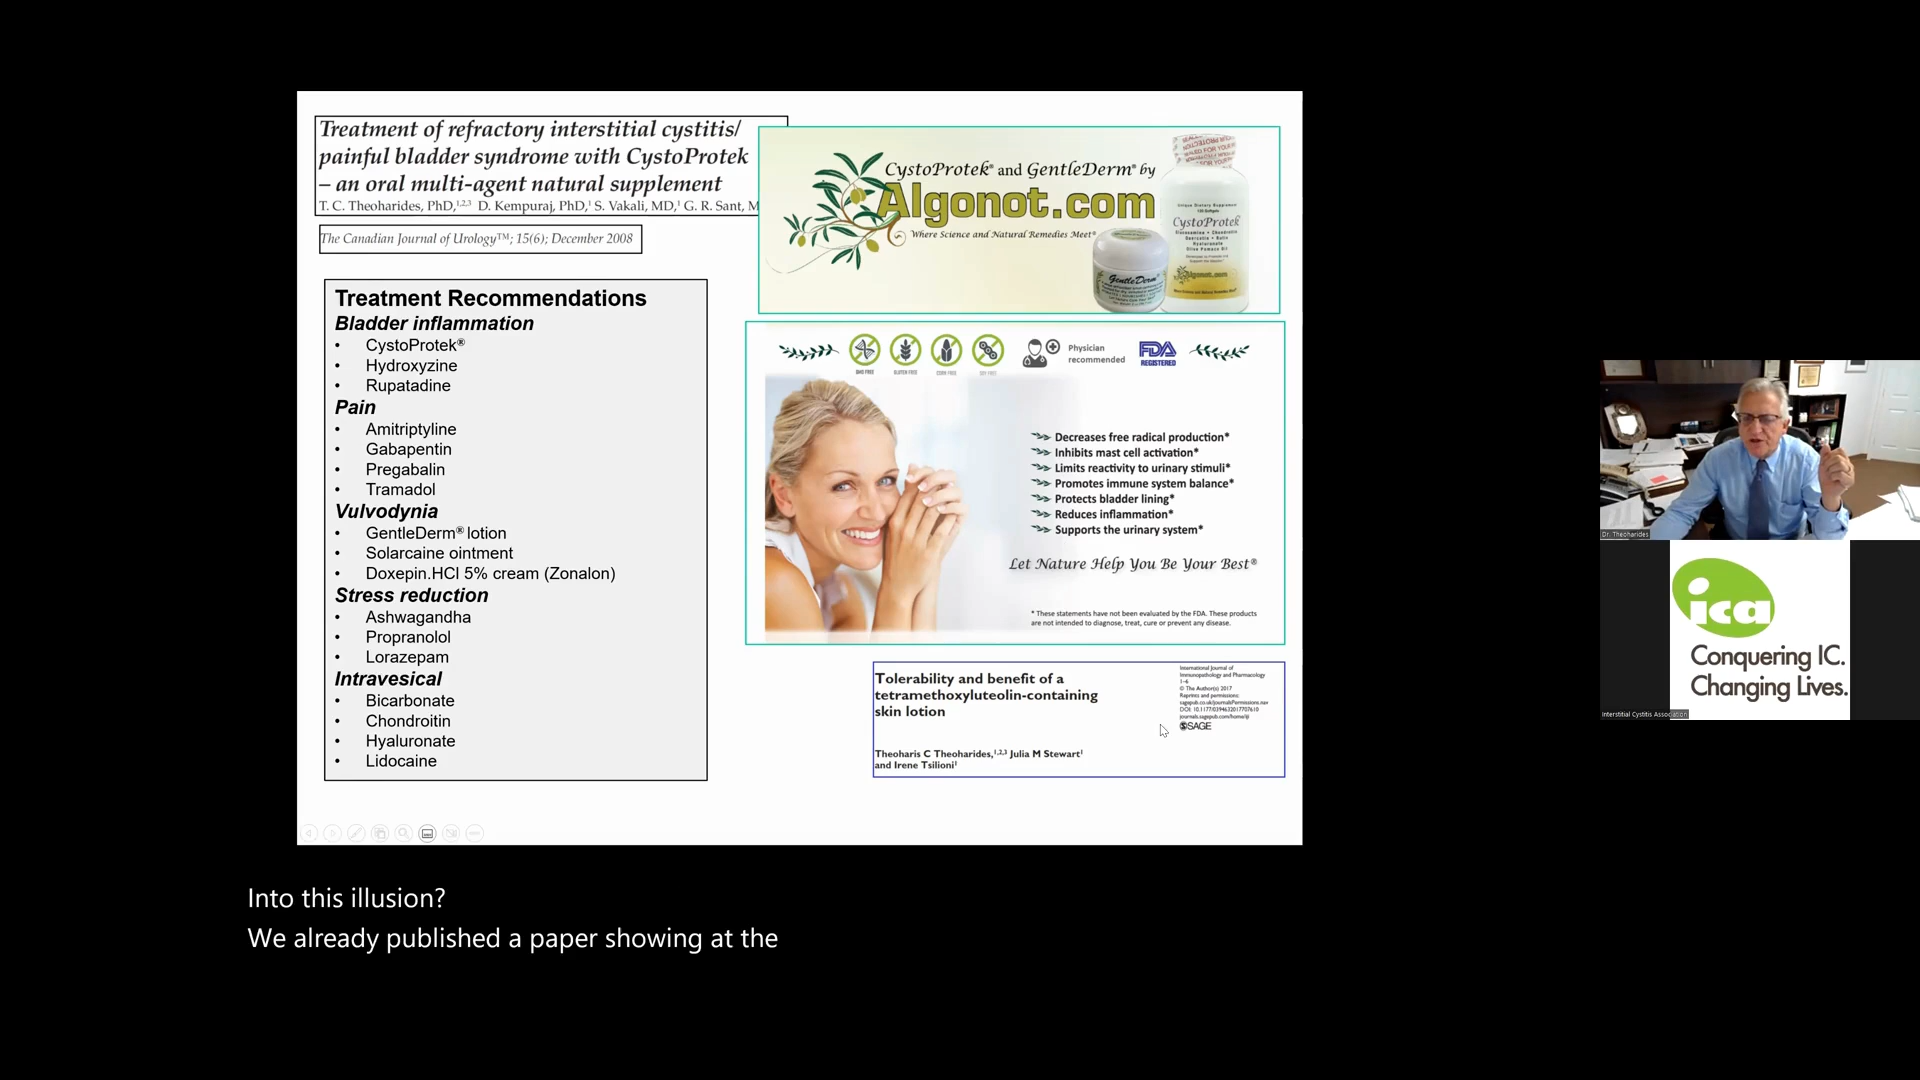 Treatment of refractory interstitial cystitis/
painful bladder syndrome with CystoProtek
– an oral multi-agent natural supplement
T. C. Theoharides, PhD,1,2,3 D. Kempuraj, PhD,1 S. Vakali, MD,1 G. R. Sant, M
The Canadian Journal of Urology™; 15(6); December 2008
Treatment Recommendations
Bladder inflammation
• CystoProtek®
• Hydroxyzine
• Rupatadine
Pain
• Amitriptyline
• Gabapentin
• Pregabalin
• Tramadol
Vulvodynia
• GentleDerm® lotion
• Solarcaine ointment
• Doxepin.HCl 5% cream (Zonalon)
Stress reduction
• Ashwagandha
• Propranolol
• Lorazepam
Intravesical
• Bicarbonate
• Chondroitin
• Hyaluronate
• Lidocaine
CystoProtek® and GentleDerm® by
Algonot.com
Where Science and Natural Remedies Meet®
CystoProtek
Algonot.com
GentleDerm
GMO FREE
GLUTEN FREE
CORN FREE
SOY FREE
Physician
recommended
FDA
REGISTERED
Decreases free radical production*
Inhibits mast cell activation*
Limits reactivity to urinary stimuli*
Promotes immune system balance*
Protects bladder lining*
Reduces inflammation*
Supports the urinary system*
Let Nature Help You Be Your Best®
* These statements have not been evaluated by the FDA. These products
are not intended to diagnose, treat, cure or prevent any disease.
Tolerability and benefit of a
tetramethoxyluteolin-containing
skin lotion
International Journal of
Immunopathology and Pharmacology
1–6
© The Author(s) 2017
Reprints and permissions:
sagepub.co.uk/journalsPermissions.nav
DOI: 10.1177/0394632017707610
journals.sagepub.com/home/iji
SAGE
Theoharis C Theoharides,1,2,3 Julia M Stewart1
and Irene Tsilioni1
Dr. Theoharides
ica
Conquering IC.
Changing Lives.
Interstitial Cystitis Association
Into this illusion?
We already published a paper showing at the